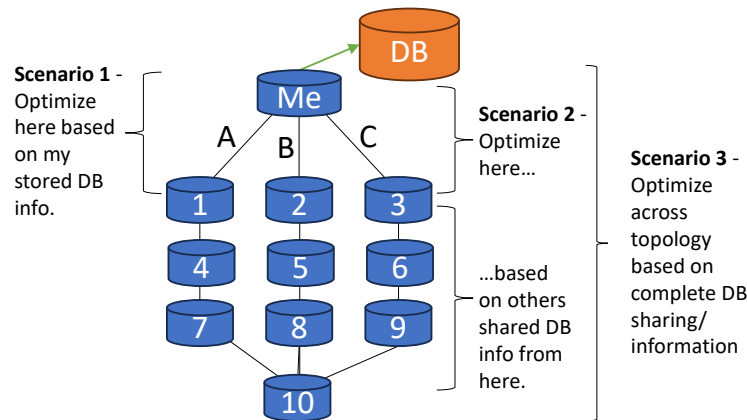 DB
Me
Scenario 1 -
Optimize
here based
on my
stored DB
info.
A
B
C
Scenario 2 -
Optimize
here...
Scenario 3 -
Optimize
across
topology
based on
complete DB
sharing/
information
1
2
3
4
5
6
7
8
9
...based
on others
shared DB
info from
here.
10